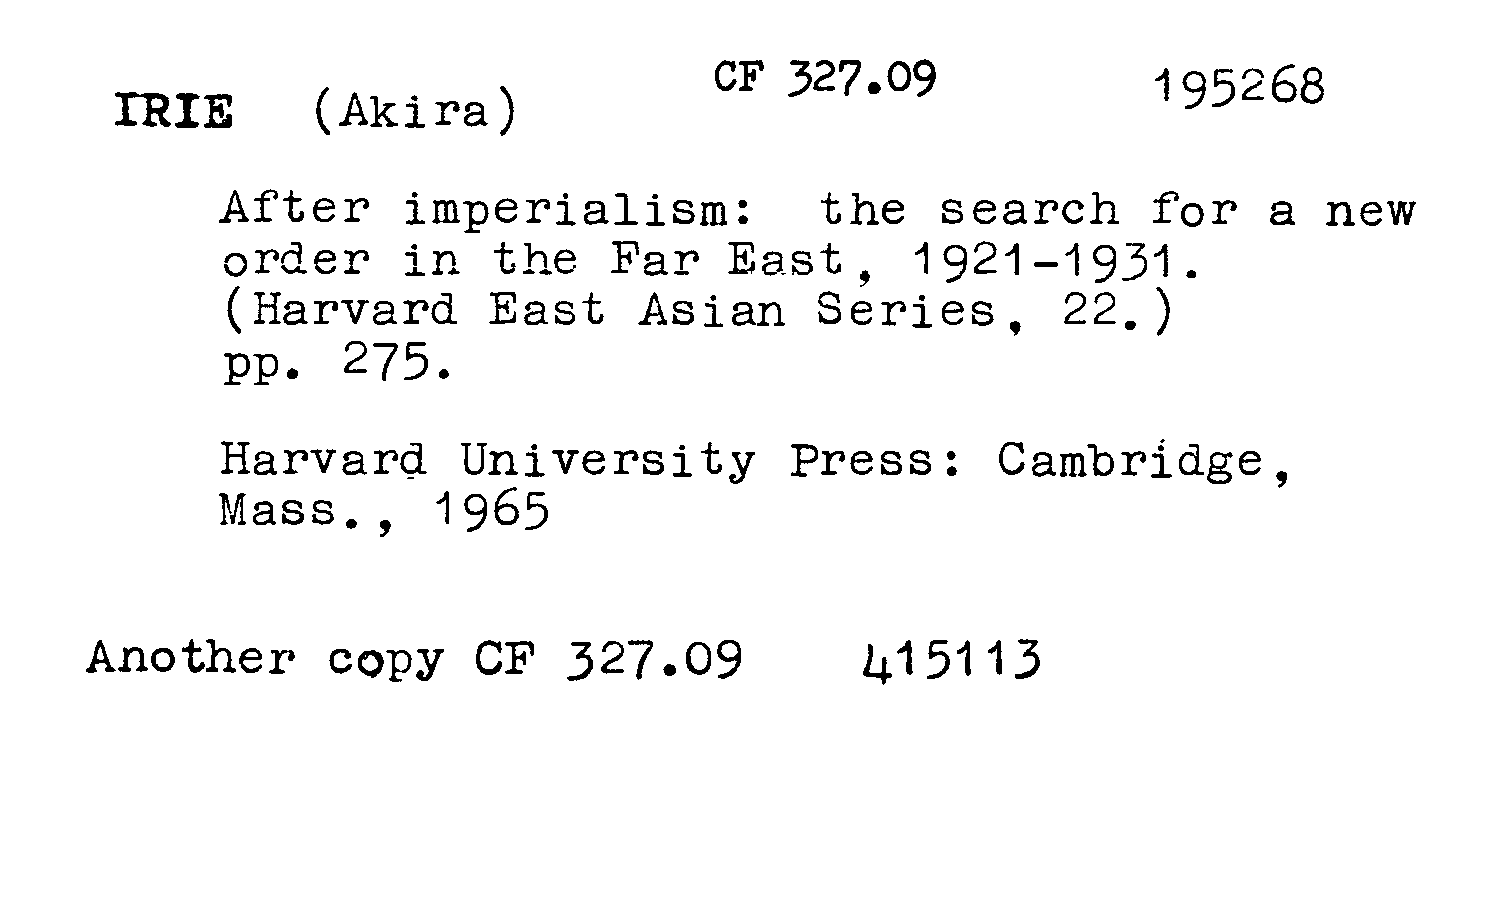 CF 327.09 195268
IRIE (Akira)
After imperialism: the search for a new
order in the Far East, 1921-1931.
(Harvard East Asian Series, 22.)
pp. 275.
Harvard University Press: Cambridge,
Mass., 1965
Another copy CF 327.09 415113